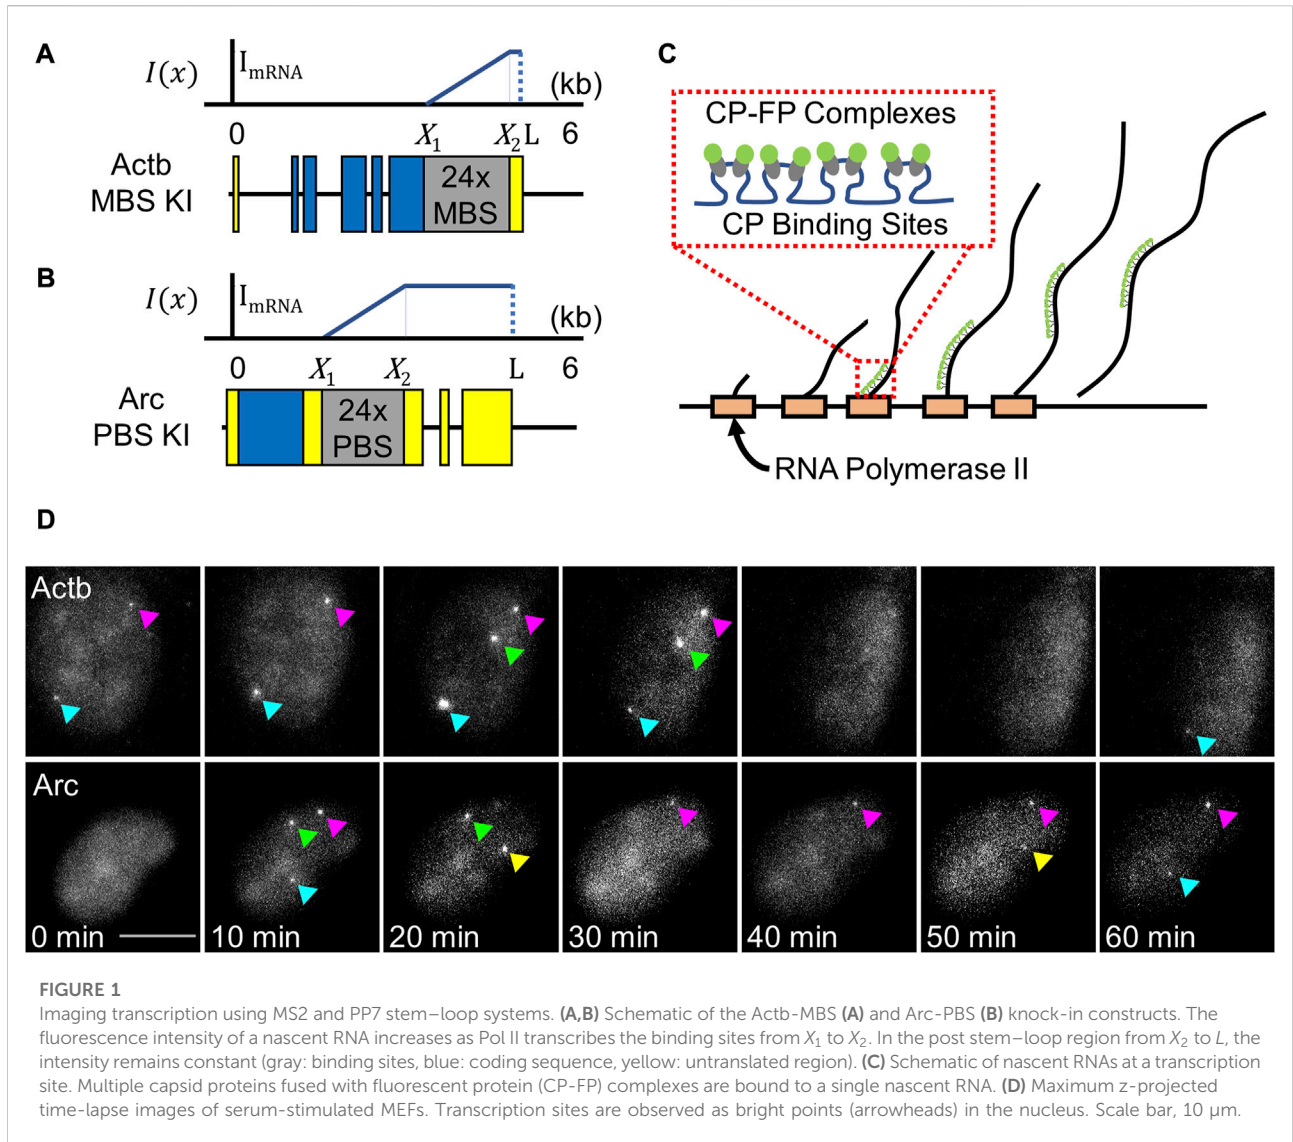 A
I(x)
I_mRNA
(kb)
0
X₁
X₂
L
6
Actb
MBS KI
24x
MBS
B
I(x)
I_mRNA
(kb)
0
X₁
X₂
L
6
Arc
PBS KI
24x
PBS
C
CP-FP Complexes
CP Binding Sites
RNA Polymerase II
D
Actb
Arc
0 min
10 min
20 min
30 min
40 min
50 min
60 min
FIGURE 1
Imaging transcription using MS2 and PP7 stem–loop systems. (A,B) Schematic of the Actb-MBS (A) and Arc-PBS (B) knock-in constructs. The
fluorescence intensity of a nascent RNA increases as Pol II transcribes the binding sites from X₁ to X₂. In the post stem–loop region from X₂ to L, the
intensity remains constant (gray: binding sites, blue: coding sequence, yellow: untranslated region). (C) Schematic of nascent RNAs at a transcription
site. Multiple capsid proteins fused with fluorescent protein (CP-FP) complexes are bound to a single nascent RNA. (D) Maximum z-projected
time-lapse images of serum-stimulated MEFs. Transcription sites are observed as bright points (arrowheads) in the nucleus. Scale bar, 10 μm.